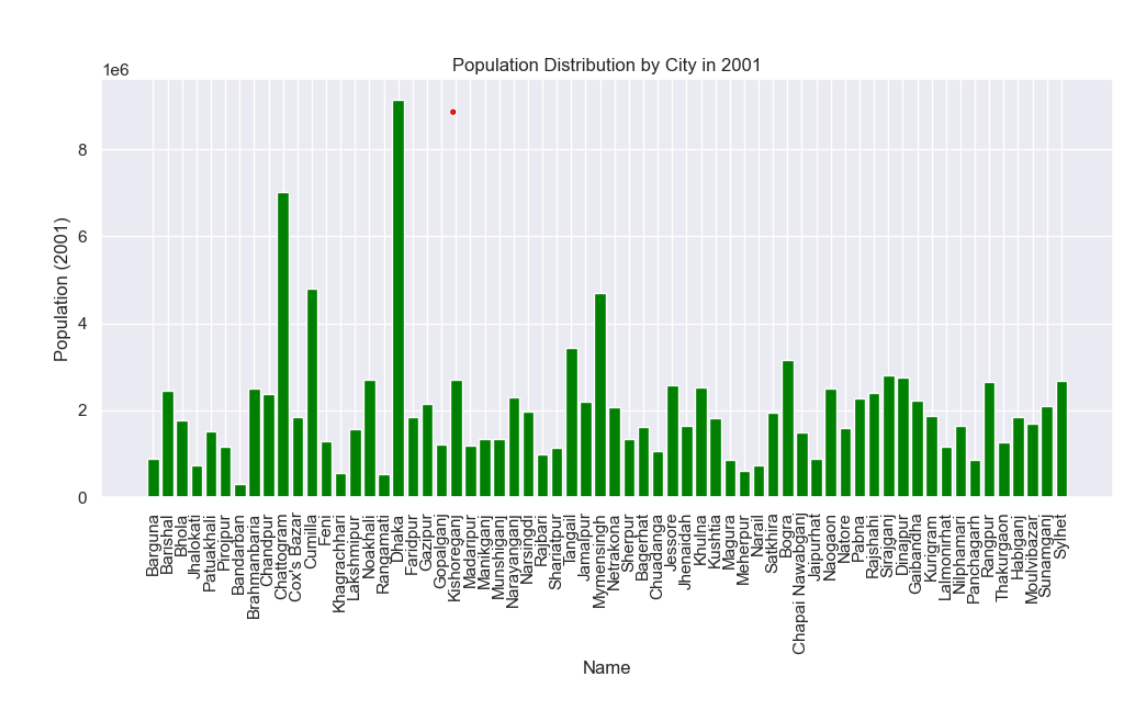 Population Distribution by City in 2001
1e6
8
6
4
2
0
Population (2001)
Barguna
Barishal
Bhola
Jhalokati
Patuakhali
Pirojpur
Bandarban
Brahmanbaria
Chandpur
Chattogram
Cox's Bazar
Cumilla
Feni
Khagrachhari
Lakshmipur
Noakhali
Rangamati
Dhaka
Faridpur
Gazipur
Gopalganj
Kishoreganj
Madaripur
Manikganj
Munshiganj
Narayanganj
Narsingdi
Rajbari
Shariatpur
Tangail
Jamalpur
Mymensingh
Netrakona
Sherpur
Bagerhat
Chuadanga
Jessore
Jhenaidah
Khulna
Kushtia
Magura
Meherpur
Narail
Satkhira
Bogra
Chapai Nawabganj
Jaipurhat
Naogaon
Natore
Pabna
Rajshahi
Sirajganj
Dinajpur
Gaibandha
Kurigram
Lalmonirhat
Nilphamari
Panchagarh
Rangpur
Thakurgaon
Habiganj
Moulvibazar
Sunamganj
Sylhet
Name